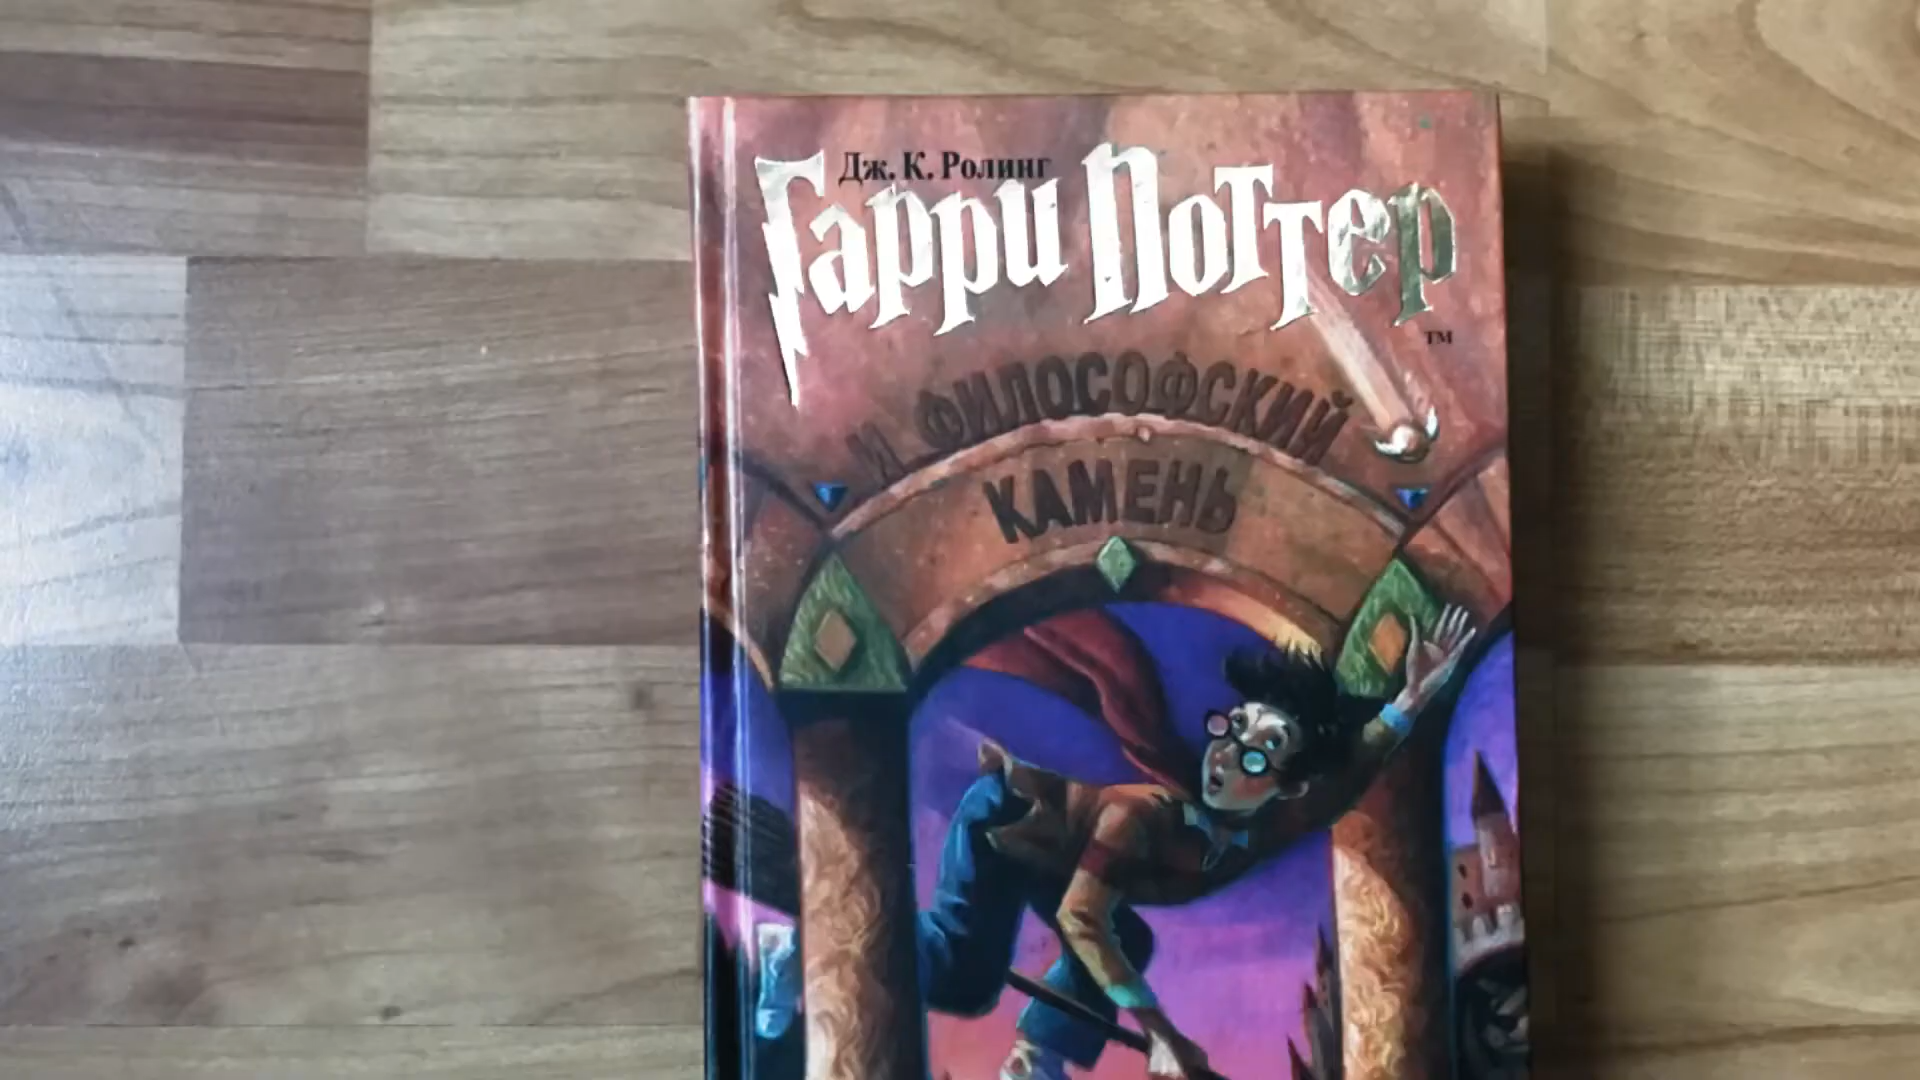 Дж. К. Ролинг
Гарри Поттер
TM
И ФИЛОСОФСКИЙ
КАМЕНЬ